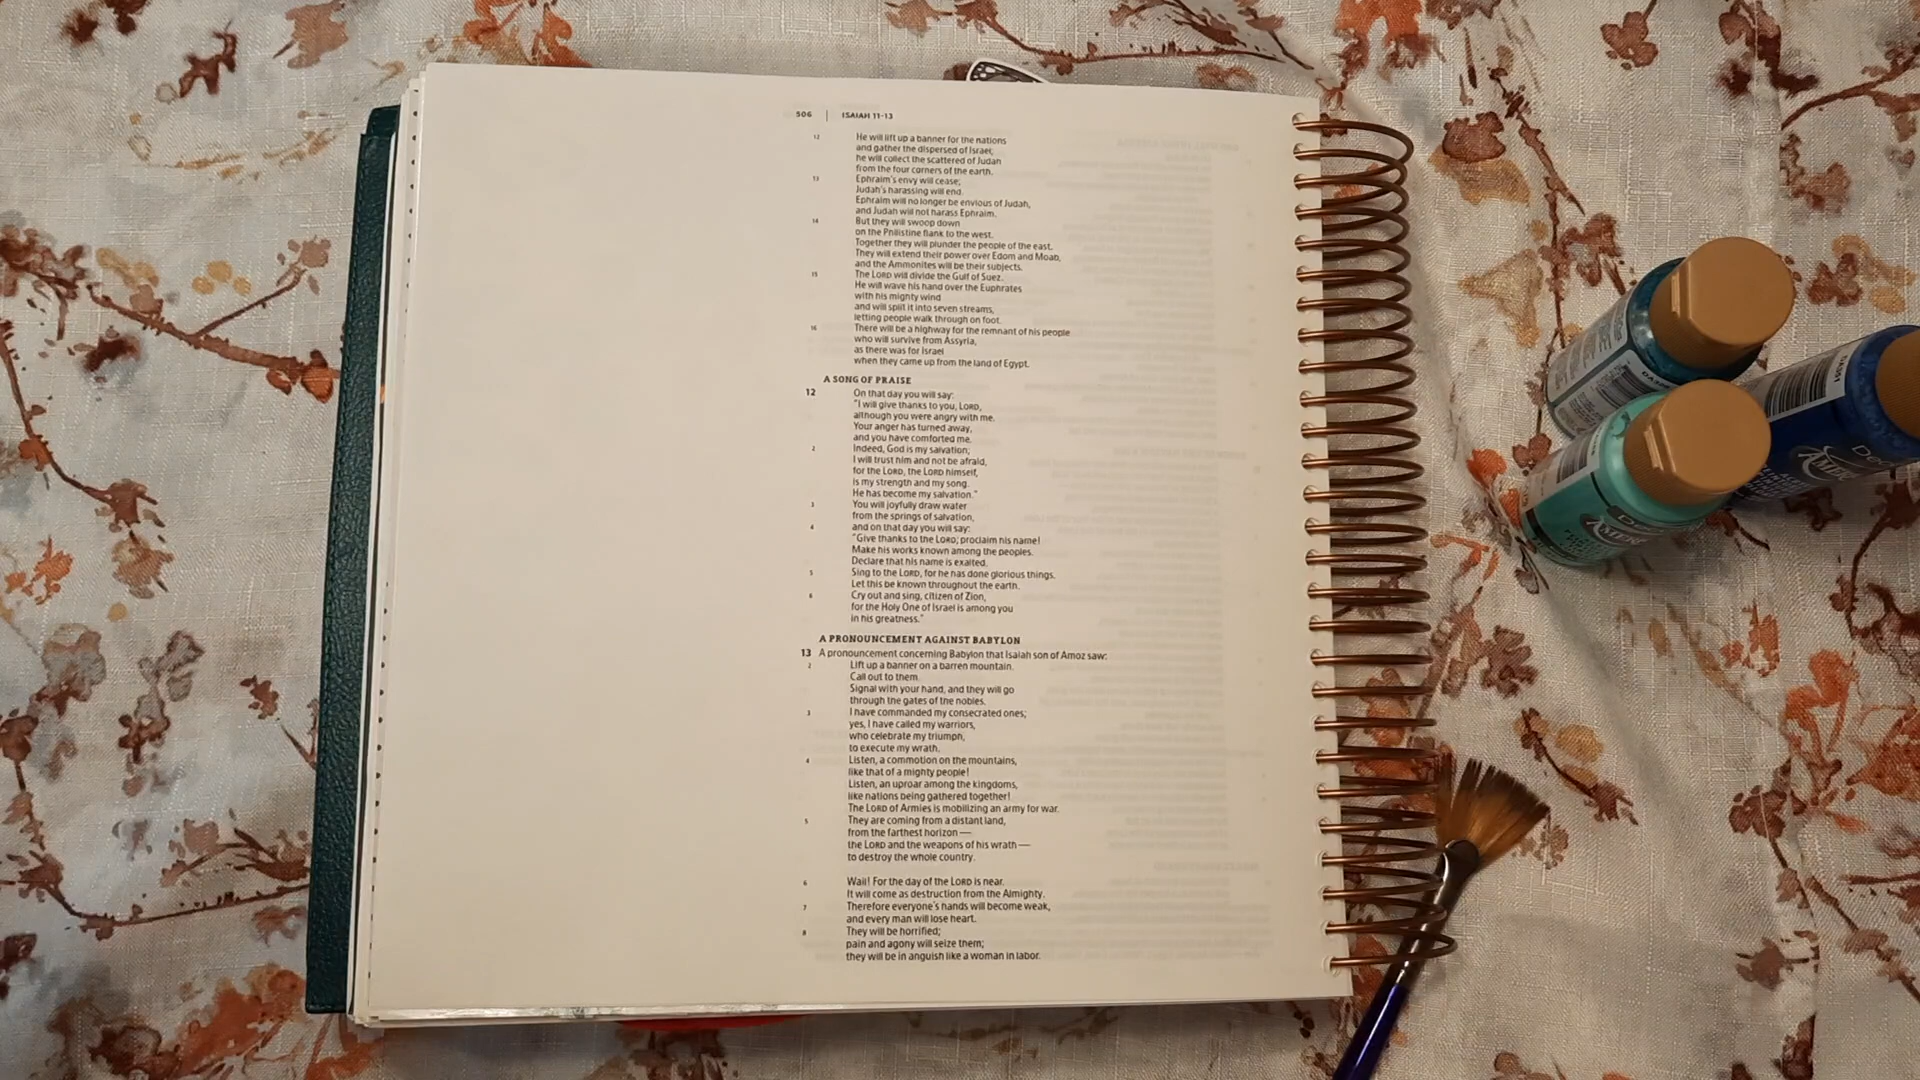 506 | ISAIAH 11-13
12 He will lift up a banner for the nations
and gather the dispersed of Israel;
he will collect the scattered of Judah
from the four corners of the earth.
13 Ephraim's envy will cease;
Judah's harassing will end.
Ephraim will no longer be envious of Judah,
and Judah will not harass Ephraim.
14 But they will swoop down
on the Philistine flank to the west.
Together they will plunder the people of the east.
They will extend their power over Edom and Moab,
and the Ammonites will be their subjects.
15 The LORD will divide the Gulf of Suez.
He will wave his hand over the Euphrates
with his mighty wind
and will split it into seven streams,
letting people walk through on foot.
16 There will be a highway for the remnant of his people
who will survive from Assyria,
as there was for Israel
when they came up from the land of Egypt.
A SONG OF PRAISE
12 On that day you will say:
"I will give thanks to you, LORD,
although you were angry with me.
Your anger has turned away,
and you have comforted me.
2 Indeed, God is my salvation;
I will trust him and not be afraid,
for the LORD, the LORD himself,
is my strength and my song.
He has become my salvation."
3 You will joyfully draw water
from the springs of salvation,
4 and on that day you will say:
"Give thanks to the LORD; proclaim his name!
Make his works known among the peoples.
Declare that his name is exalted.
5 Sing to the LORD, for he has done glorious things.
Let this be known throughout the earth.
6 Cry out and sing, citizen of Zion,
for the Holy One of Israel is among you
in his greatness."
A PRONOUNCEMENT AGAINST BABYLON
13 A pronouncement concerning Babylon that Isaiah son of Amoz saw:
2 Lift up a banner on a barren mountain.
Call out to them.
Signal with your hand, and they will go
through the gates of the nobles.
3 I have commanded my consecrated ones;
yes, I have called my warriors,
who celebrate my triumph,
to execute my wrath.
4 Listen, a commotion on the mountains,
like that of a mighty people!
Listen, an uproar among the kingdoms,
like nations being gathered together!
The LORD of Armies is mobilizing an army for war.
5 They are coming from a distant land,
from the farthest horizon —
the LORD and the weapons of his wrath —
to destroy the whole country.
6 Wail! For the day of the LORD is near.
It will come as destruction from the Almighty.
7 Therefore everyone's hands will become weak,
and every man will lose heart.
8 They will be horrified;
pain and agony will seize them;
they will be in anguish like a woman in labor.